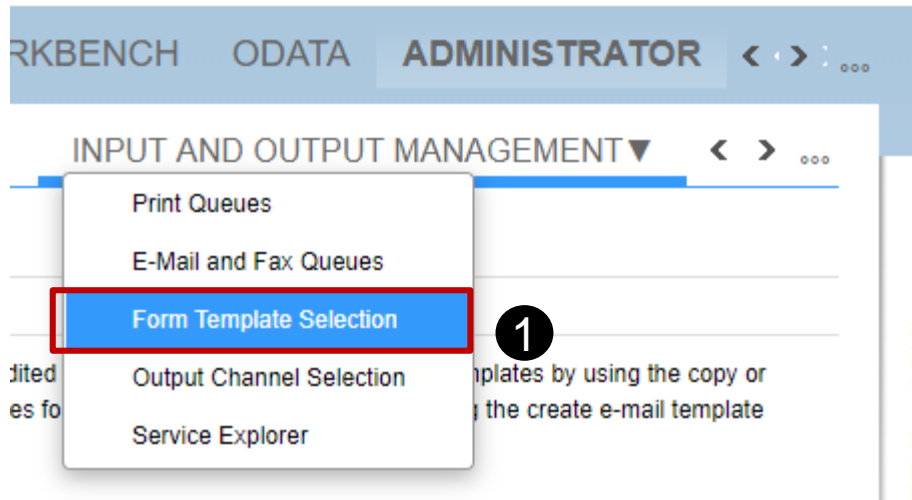 RKBENCH ODATA ADMINISTRATOR < > ...
INPUT AND OUTPUT MANAGEMENT▼ < > ...
Print Queues
E-Mail and Fax Queues
Form Template Selection
1
dited
Output Channel Selection
nplates by using the copy or
es fo
the create e-mail template
Service Explorer